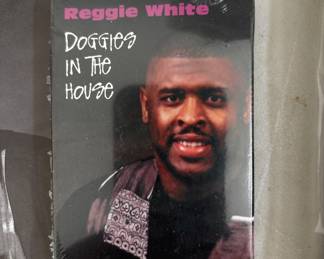 Reggie White
DOGGIES
IN THE
HOUSE